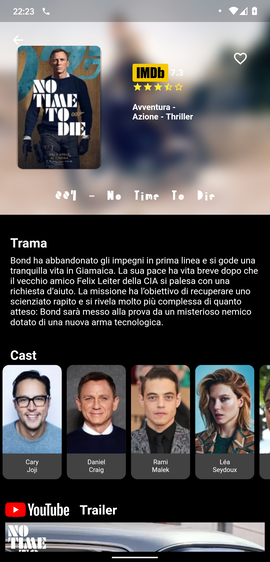 22:23
NO
TIME
TO
DIE
IMDb 7.3
Avventura -
Azione - Thriller
007 - No Time To Die
Trama
Bond ha abbandonato gli impegni in prima linea e si gode una
tranquilla vita in Giamaica. La sua pace ha vita breve dopo che
il vecchio amico Felix Leiter della CIA si palesa con una
richiesta d'aiuto. La missione ha l'obiettivo di recuperare uno
scienziato rapito e si rivela molto più complessa di quanto
atteso: Bond sarà messo alla prova da un misterioso nemico
dotato di una nuova arma tecnologica.
Cast
Cary
Joji
Daniel
Craig
Rami
Malek
Léa
Seydoux
YouTube Trailer
NO
TIME